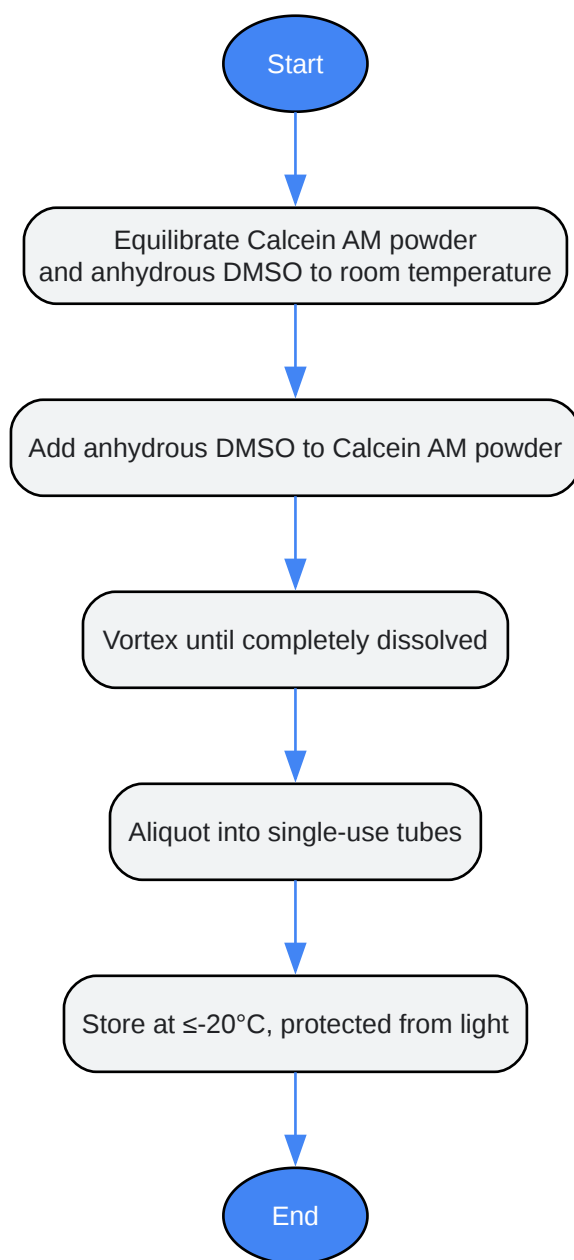 Start
Equilibrate Calcein AM powder
and anhydrous DMSO to room temperature
Add anhydrous DMSO to Calcein AM powder
Vortex until completely dissolved
Aliquot into single-use tubes
Store at ≤-20°C, protected from light
End